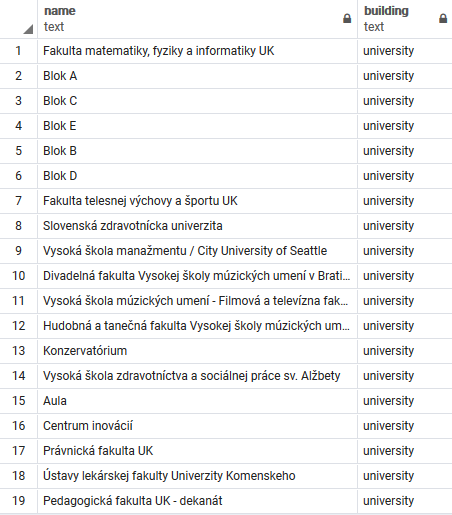 name building
text text
1 Fakulta matematiky, fyziky a informatiky UK university
2 Blok A university
3 Blok C university
4 Blok E university
5 Blok B university
6 Blok D university
7 Fakulta telesnej výchovy a športu UK university
8 Slovenská zdravotnícka univerzita university
9 Vysoká škola manažmentu / City University of Seattle university
10 Divadelná fakulta Vysokej školy múzických umení v Brati... university
11 Vysoká škola múzických umení - Filmová a televízna fak... university
12 Hudobná a tanečná fakulta Vysokej školy múzických um... university
13 Konzervatórium university
14 Vysoká škola zdravotníctva a sociálnej práce sv. Alžbety university
15 Aula university
16 Centrum inovácií university
17 Právnická fakulta UK university
18 Ústavy lekárskej fakulty Univerzity Komenskeho university
19 Pedagogická fakulta UK - dekanát university